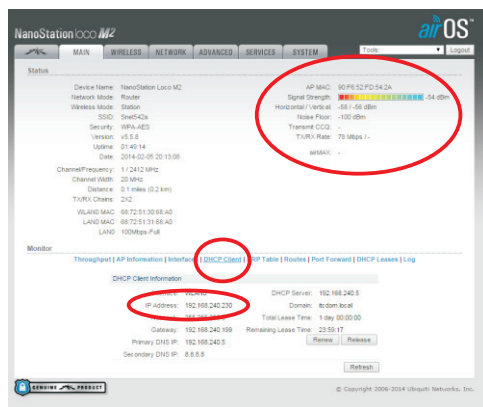 NanoStation loco M2
airOS™
MAIN WIRELESS NETWORK ADVANCED SERVICES SYSTEM Tools: Logout
Status
Device Name: NanoStation Loco M2
Network Mode: Router
Wireless Mode: Station
SSID: Snet542a
Security: WPA-AES
Version: v5.5.8
Uptime: 01:49:14
Date: 2014-02-05 20:13:06
Channel/Frequency: 1 / 2412 MHz
Channel Width: 20 MHz
Distance: 0.1 miles (0.2 km)
TX/RX Chains: 2X2
WLAN0 MAC 68:72:51:30:68:A0
LAN0 MAC 68:72:51:31:68:A0
LAN0 100Mbps-Full
AP MAC: 90:F6:52:FD:54:2A
Signal Strength: -54 dBm
Horizontal / Vertical: -58 / -56 dBm
Noise Floor: -100 dBm
Transmit CCQ: -
TX/RX Rate: 78 Mbps / -
airMAX: -
Monitor
Throughput | AP Information | Interfaces | DHCP Client | ARP Table | Routes | Port Forward | DHCP Leases | Log
DHCP Client Information
WLAN0
IP Address: 192.168.240.230
Gateway: 192.168.240.199
Primary DNS IP: 192.168.240.5
Secondary DNS IP: 8.8.8.8
DHCP Server: 192.168.240.5
Domain: itcdom.local
Total Lease Time: 1 day 00:00:00
Remaining Lease Time: 23:59:17
Renew Release
Refresh
GENUINE PRODUCT
© Copyright 2006-2014 Ubiquiti Networks, Inc.